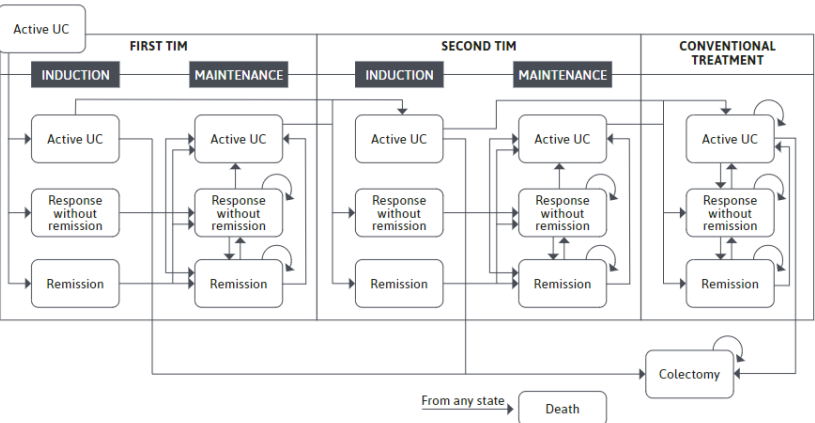 Active UC
FIRST TIM
SECOND TIM
CONVENTIONAL
TREATMENT
INDUCTION
MAINTENANCE
INDUCTION
MAINTENANCE
Active UC
Active UC
Active UC
Active UC
Active UC
Response
without
remission
Response
without
remission
Response
without
remission
Response
without
remission
Response
without
remission
Remission
Remission
Remission
Remission
Remission
Colectomy
From any state
Death